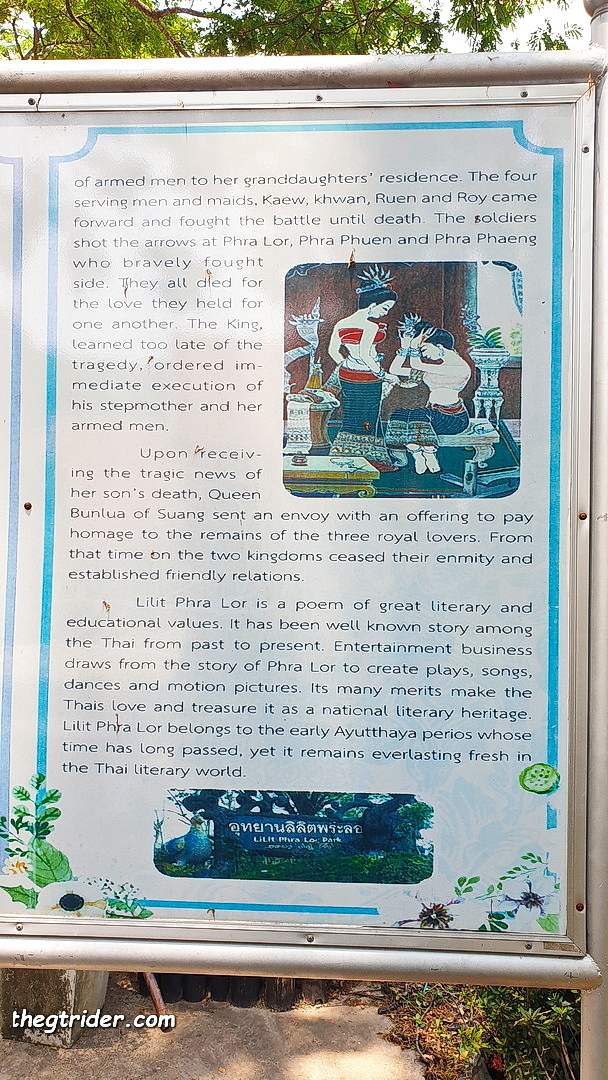 of armed men to her granddaughters' residence. The four
serving men and maids, Kaew, khwan, Ruen and Roy came
forward and fought the battle until death. The soldiers
shot the arrows at Phra Lor, Phra Phuen and Phra Phaeng
who bravely fought
side. They all died for
the love they held for
one another. The King,
learned too late of the
tragedy, ordered im-
mediate execution of
his stepmother and her
armed men.
Upon receiv-
ing the tragic news of
her son's death, Queen
Bunlua of Suang sent an envoy with an offering to pay
homage to the remains of the three royal lovers. From
that time on the two kingdoms ceased their enmity and
established friendly relations.
Lilit Phra Lor is a poem of great literary and
educational values. It has been well known story among
the Thai from past to present. Entertainment business
draws from the story of Phra Lor to create plays, songs,
dances and motion pictures. Its many merits make the
Thais love and treasure it as a national literary heritage.
Lilit Phra Lor belongs to the early Ayutthaya perios whose
time has long passed, yet it remains everlasting fresh in
the Thai literary world.
อุทยานลิลิตพระลอ
LiLit Phra Lor Park
thegtrider.com